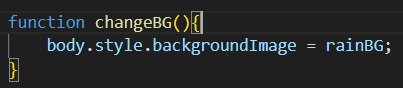 function changeBG(){
    body.style.backgroundImage = rainBG;
}